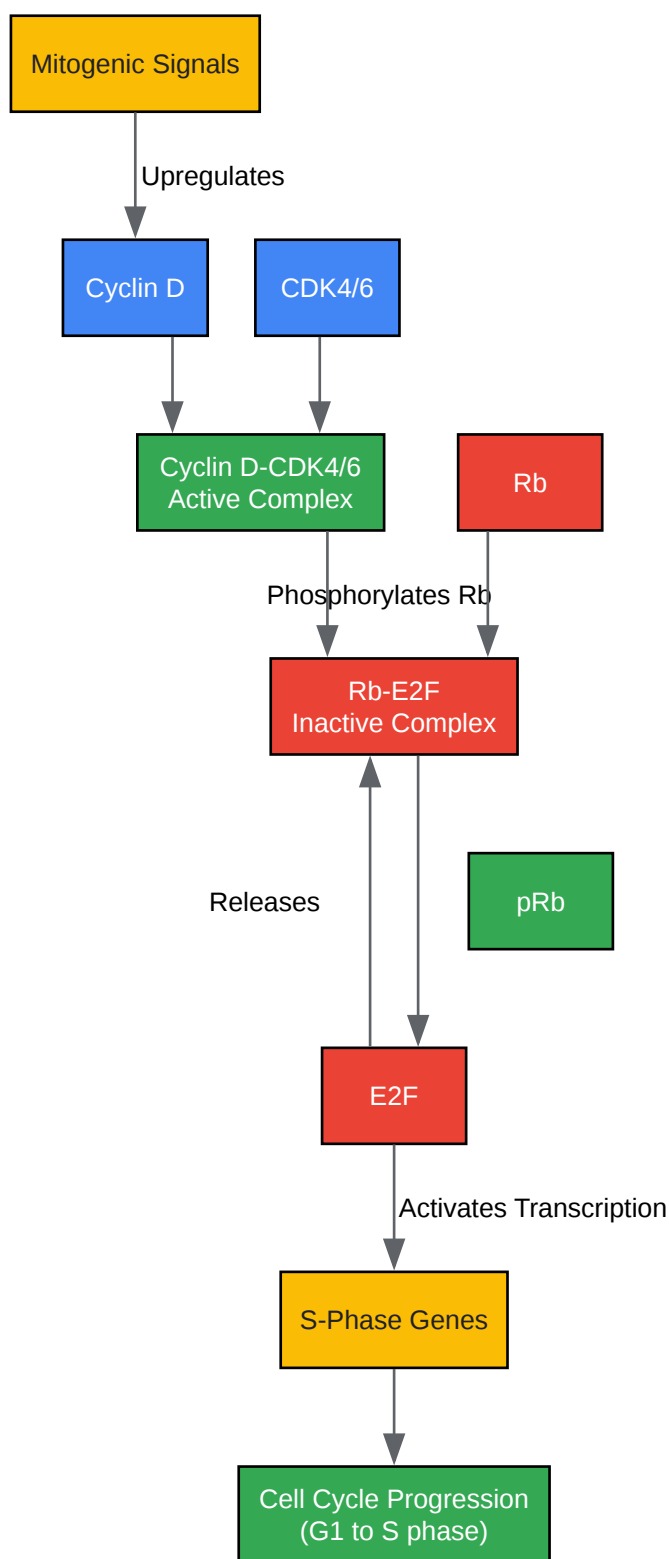 Mitogenic Signals
Upregulates
Cyclin D
CDK4/6
Cyclin D-CDK4/6
Active Complex
Rb
Phosphorylates Rb
Rb-E2F
Inactive Complex
pRb
Releases
E2F
Activates Transcription
S-Phase Genes
Cell Cycle Progression
(G1 to S phase)